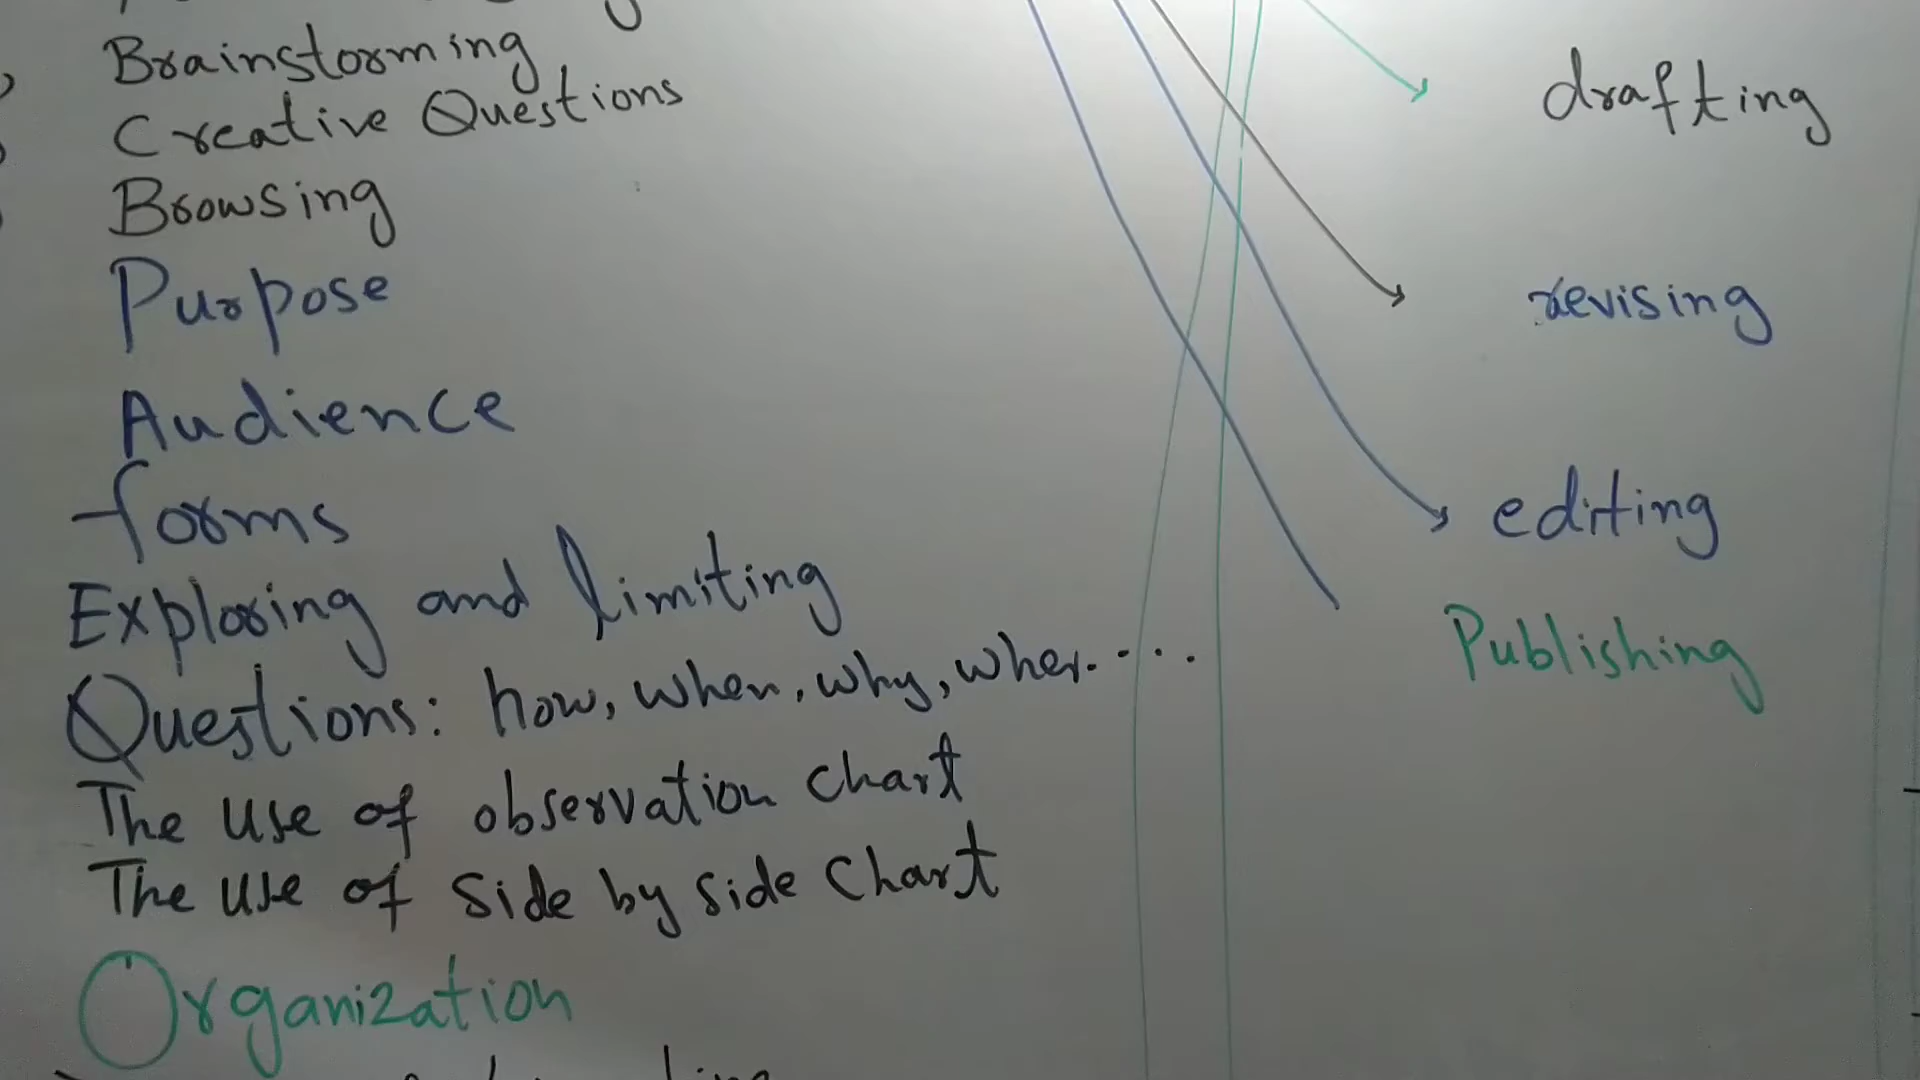 Brainstorming
Creative Questions
Browsing
Purpose
Audience
forms
Exploring and limiting
Questions: how, when, why, wher.....
The use of observation chart
The use of side by side chart
Organization
drafting
revising
editing
Publishing